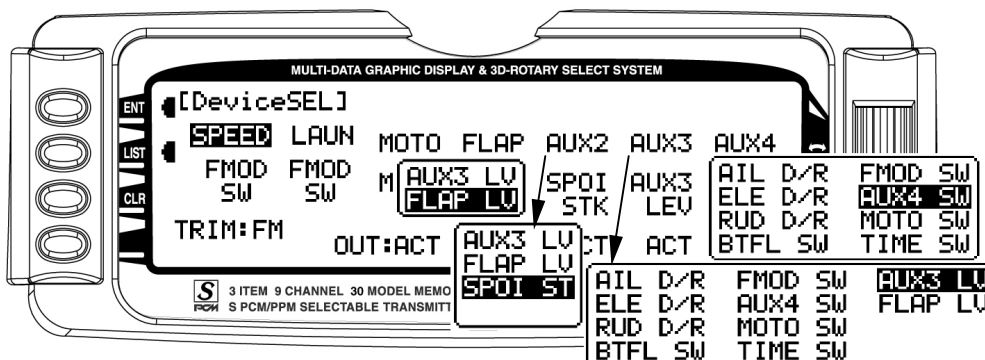 MULTI-DATA GRAPHIC DISPLAY & 3D-ROTARY SELECT SYSTEM
ENT
LIST
CLR
[DeviceSEL]
SPEED LAUN MOTO FLAP AUX2 AUX3 AUX4
FMOD SW FMOD SW
M
AUX3 LV
FLAP LV
SPOI STK
AUX3 LEV
AIL D/R FMOD SW
ELE D/R AUX4 SW
RUD D/R MOTO SW
BTFL SW TIME SW
TRIM:FM
OUT:ACT CT ACT
AUX3 LV
FLAP LV
SPOI ST
AIL D/R FMOD SW AUX3 LV
ELE D/R AUX4 SW FLAP LV
RUD D/R MOTO SW
BTFL SW TIME SW
S PCM
3 ITEM 9 CHANNEL 30 MODEL MEMO
S PCM/PPM SELECTABLE TRANSMITT